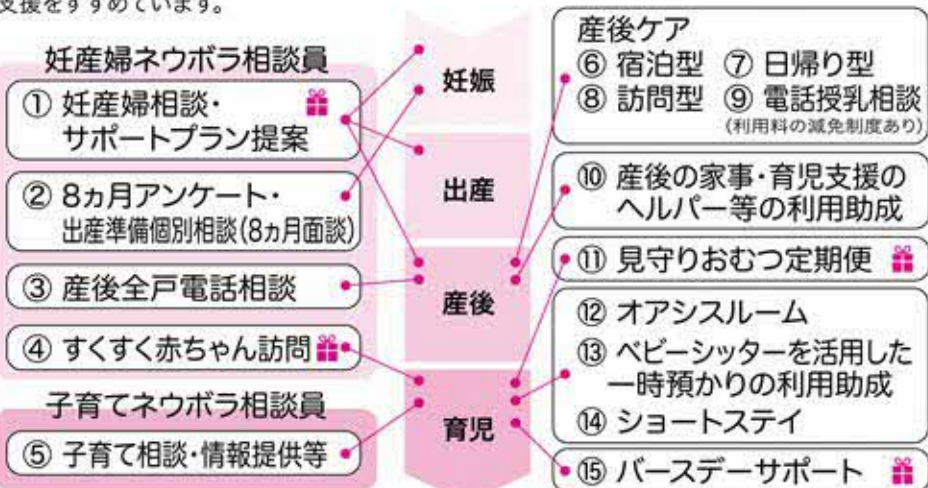 支援をすすめています。
妊産婦ネウボラ相談員
① 妊産婦相談・
サポートプラン提案
② 8ヵ月アンケート・
出産準備個別相談(8ヵ月面談)
③ 産後全戸電話相談
④ すくすく赤ちゃん訪問
子育てネウボラ相談員
⑤ 子育て相談・情報提供等
妊娠
出産
産後
育児
産後ケア
⑥ 宿泊型 ⑦ 日帰り型
⑧ 訪問型 ⑨ 電話授乳相談
(利用料の減免制度あり)
⑩ 産後の家事・育児支援の
ヘルパー等の利用助成
⑪ 見守りおむつ定期便
⑫ オアシスルーム
⑬ ベビーシッターを活用した
一時預かりの利用助成
⑭ ショートステイ
⑮ バースデーサポート